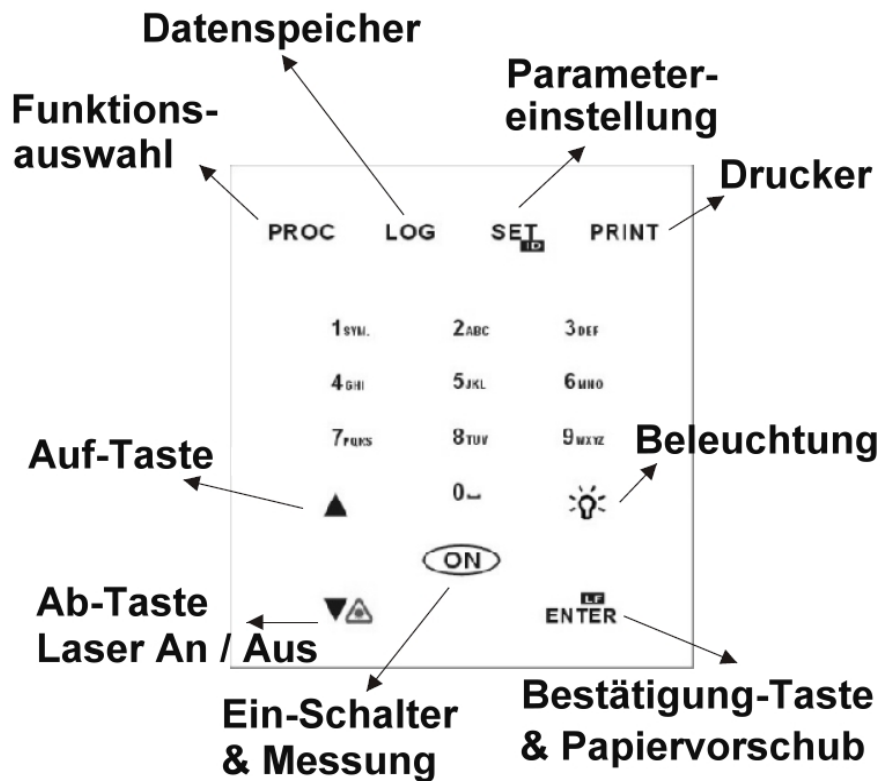 Datenspeicher
Parameter-
einstellung
Funktions-
auswahl
Drucker
PROC LOG SET PRINT
ID
1SYM. 2ABC 3DEF
4GHI 5JKL 6MNO
7PQRS 8TUV 9WXYZ
Beleuchtung
Auf-Taste
0
ON
Ab-Taste
Laser An / Aus
LF
ENTER
Ein-Schalter
& Messung
Bestätigung-Taste
& Papiervorschub